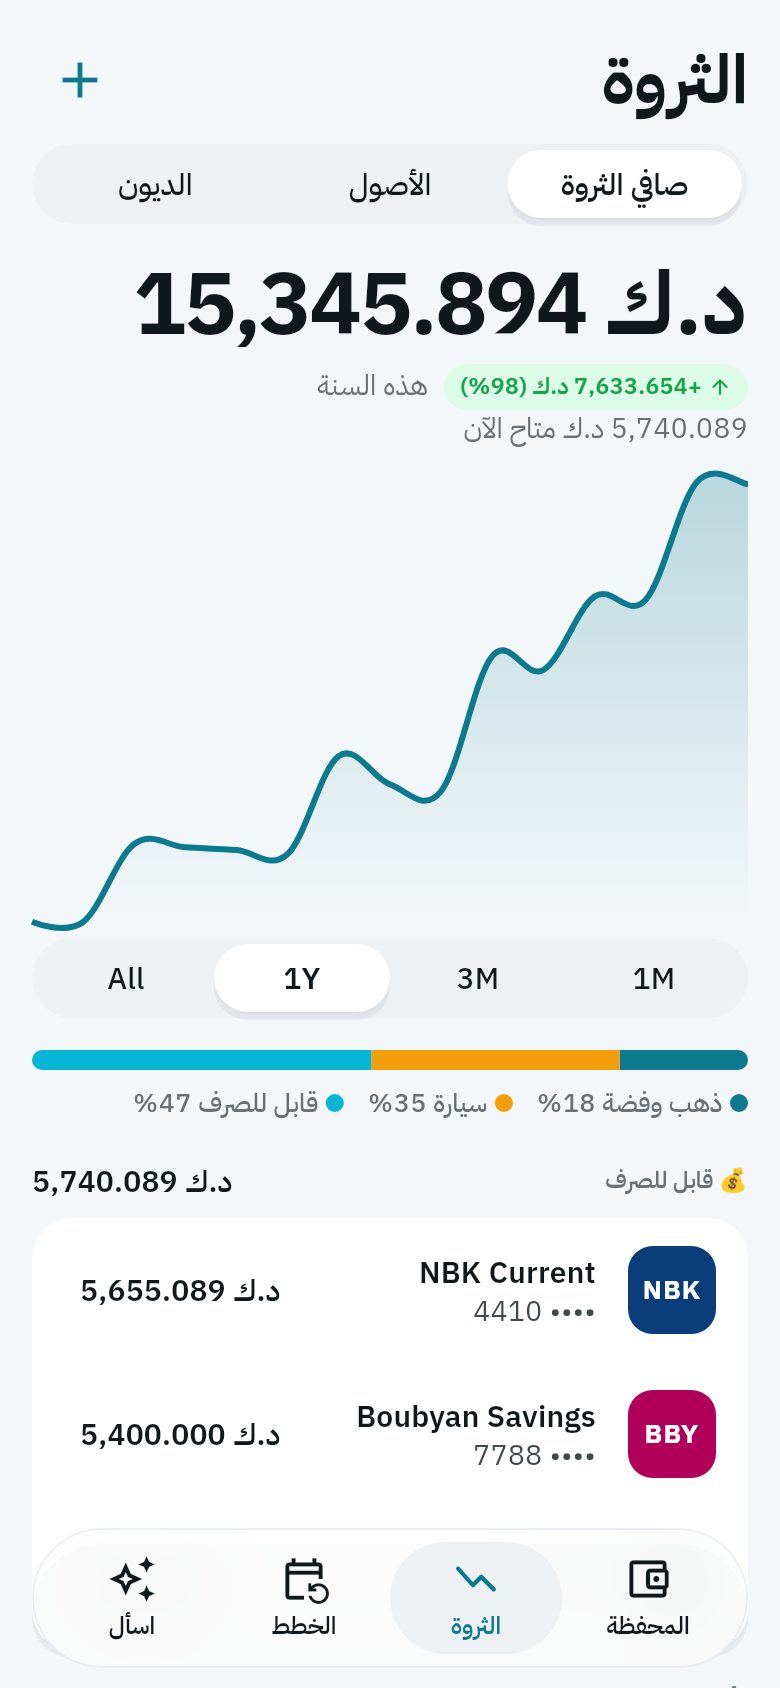 الثروة
صافي الثروة الأصول الديون
د.ك 15,345.894
+7,633.654 د.ك (98%) هذه السنة
5,740.089 د.ك متاح الآن
1M 3M 1Y All
ذهب وفضة 18% سيارة 35% قابل للصرف 47%
💰 قابل للصرف د.ك 5,740.089
NBK NBK Current د.ك 5,655.089
•••• 4410
BBY Boubyan Savings د.ك 5,400.000
•••• 7788
المحفظة الثروة الخطط اسأل